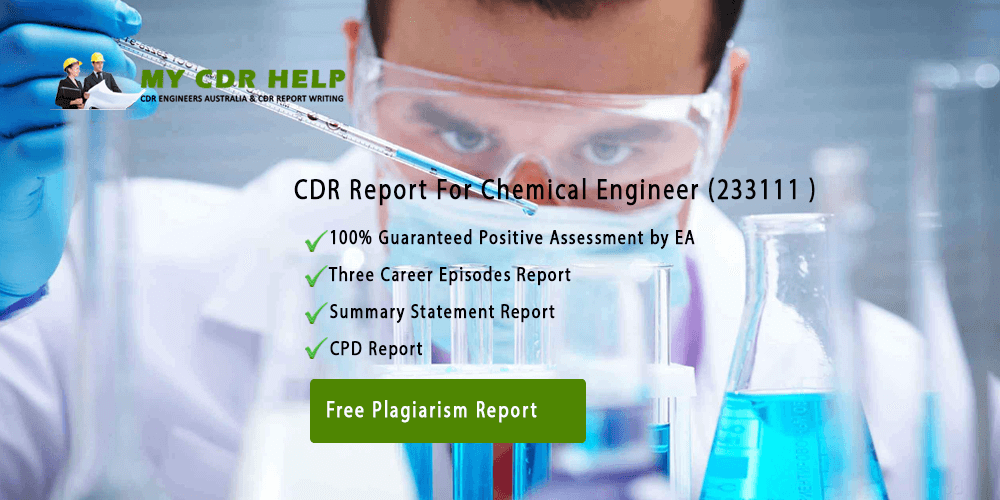 MY CDR HELP
CDR ENGINEERS AUSTRALIA & CDR REPORT WRITING
CDR Report For Chemical Engineer (233111 )
100% Guaranteed Positive Assessment by EA
Three Career Episodes Report
Summary Statement Report
CPD Report
Free Plagiarism Report